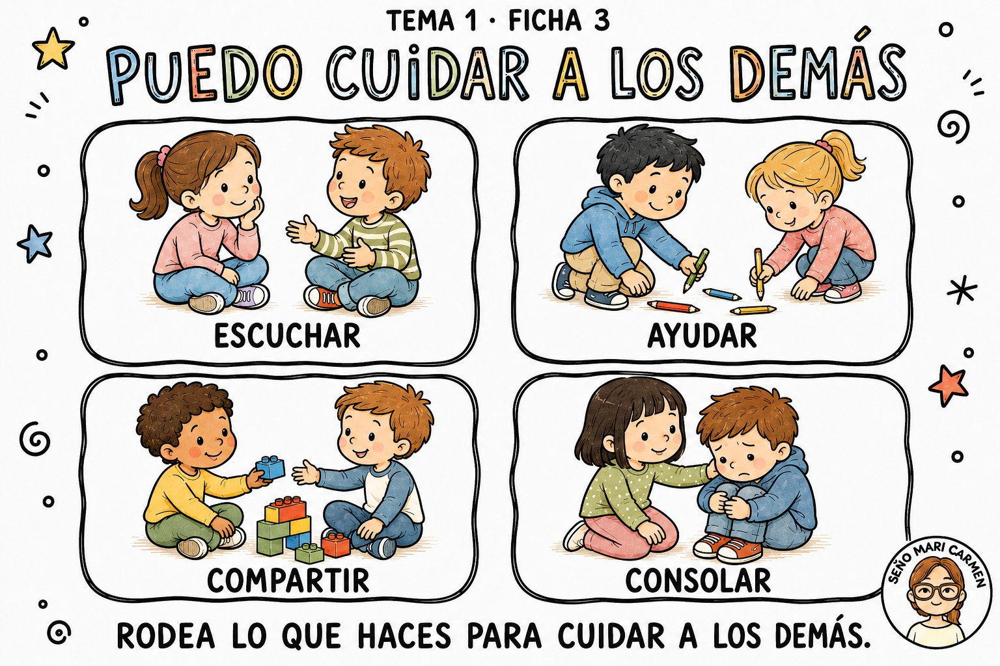 TEMA 1 · FICHA 3
PUEDO CUiDAR A LOS DEMÁS
ESCUCHAR
AYUDAR
COMPARTIR
CONSOLAR
SEÑO MARI CARMEN
RODEA LO QUE HACES PARA CUIDAR A LOS DEMÁS.